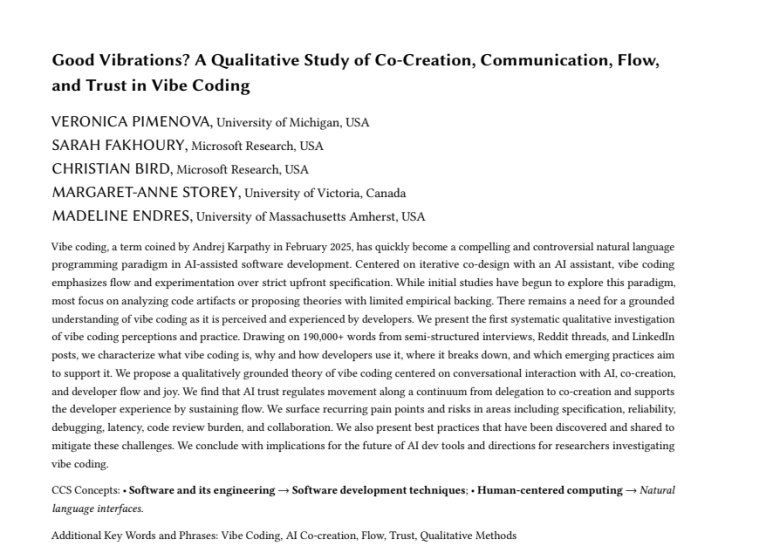 Good Vibrations? A Qualitative Study of Co-Creation, Communication, Flow,
and Trust in Vibe Coding
VERONICA PIMENOVA, University of Michigan, USA
SARAH FAKHOURY, Microsoft Research, USA
CHRISTIAN BIRD, Microsoft Research, USA
MARGARET-ANNE STOREY, University of Victoria, Canada
MADELINE ENDRES, University of Massachusetts Amherst, USA
Vibe coding, a term coined by Andrej Karpathy in February 2025, has quickly become a compelling and controversial natural language
programming paradigm in AI-assisted software development. Centered on iterative co-design with an AI assistant, vibe coding
emphasizes flow and experimentation over strict upfront specification. While initial studies have begun to explore this paradigm,
most focus on analyzing code artifacts or proposing theories with limited empirical backing. There remains a need for a grounded
understanding of vibe coding as it is perceived and experienced by developers. We present the first systematic qualitative investigation
of vibe coding perceptions and practice. Drawing on 190,000+ words from semi-structured interviews, Reddit threads, and LinkedIn
posts, we characterize what vibe coding is, why and how developers use it, where it breaks down, and which emerging practices aim
to support it. We propose a qualitatively grounded theory of vibe coding centered on conversational interaction with AI, co-creation,
and developer flow and joy. We find that AI trust regulates movement along a continuum from delegation to co-creation and supports
the developer experience by sustaining flow. We surface recurring pain points and risks in areas including specification, reliability,
debugging, latency, code review burden, and collaboration. We also present best practices that have been discovered and shared to
mitigate these challenges. We conclude with implications for the future of AI dev tools and directions for researchers investigating
vibe coding.
CCS Concepts: • Software and its engineering → Software development techniques; • Human-centered computing → Natural
language interfaces.
Additional Key Words and Phrases: Vibe Coding, AI Co-creation, Flow, Trust, Qualitative Methods